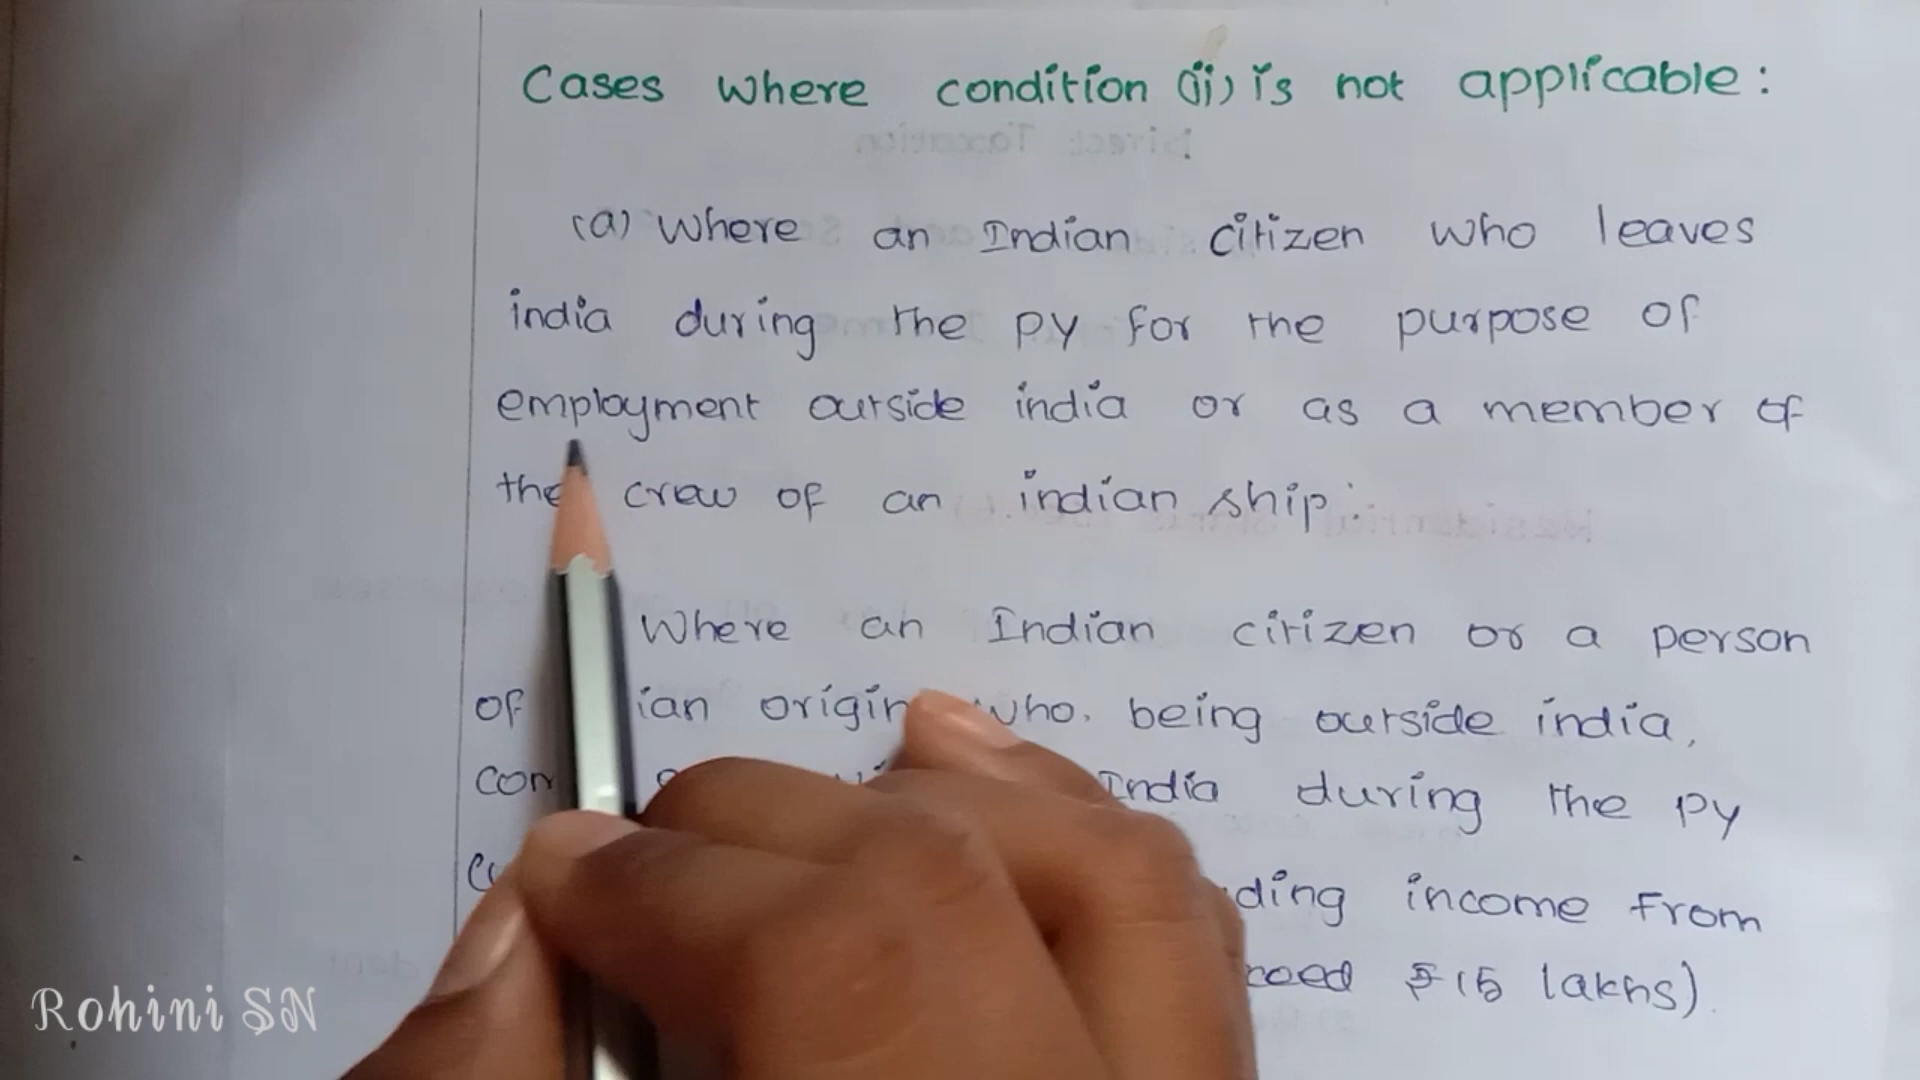 Cases where condition (ii) is not applicable:
(a) Where an Indian citizen who leaves
india during the py for the purpose of
employment outside india or as a member of
the crew of an indian ship.
Where an Indian citizen or a person
of origin who, being outside india,
India during the py
income from
₹15 lakhs).
Rohini SN